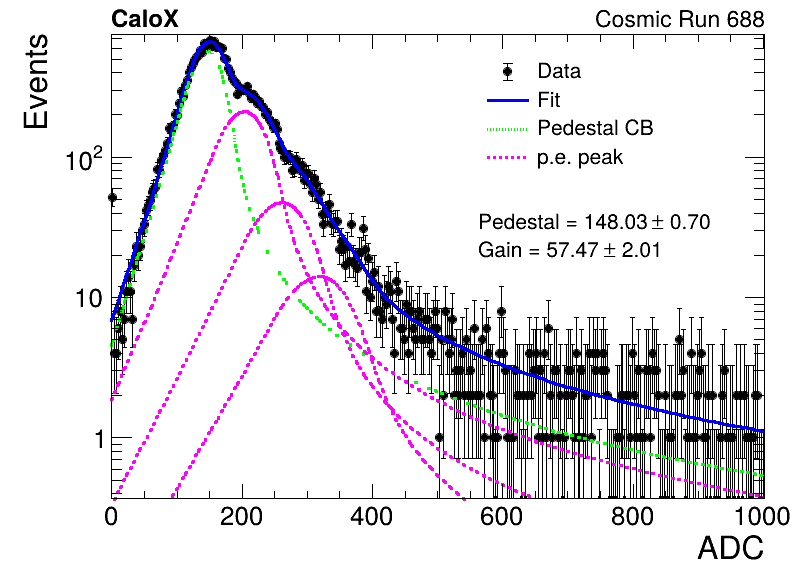 CaloX Cosmic Run 688
Events
Data
Fit
Pedestal CB
p.e. peak
Pedestal = 148.03 ± 0.70
Gain = 57.47 ± 2.01
10²
10
1
0 200 400 600 800 1000
ADC